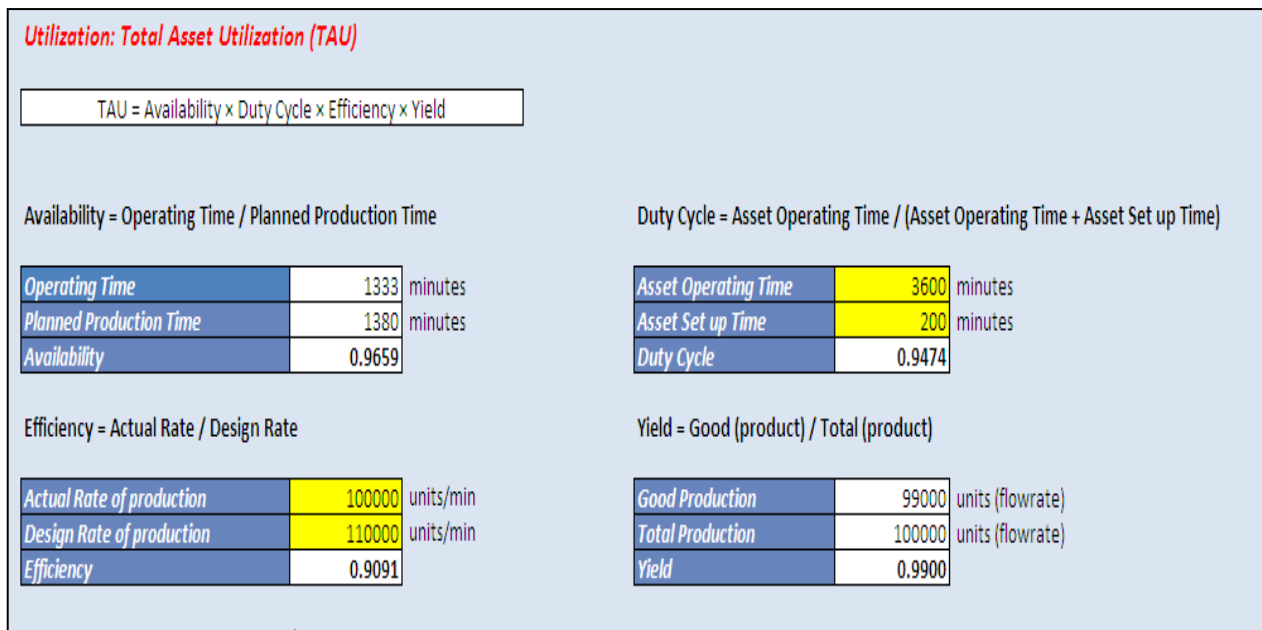 Utilization: Total Asset Utilization (TAU)
TAU = Availability × Duty Cycle × Efficiency × Yield
Availability = Operating Time / Planned Production Time
Operating Time 1333 minutes
Planned Production Time 1380 minutes
Availability 0.9659
Duty Cycle = Asset Operating Time / (Asset Operating Time + Asset Set up Time)
Asset Operating Time 3600 minutes
Asset Set up Time 200 minutes
Duty Cycle 0.9474
Efficiency = Actual Rate / Design Rate
Actual Rate of production 100000 units/min
Design Rate of production 110000 units/min
Efficiency 0.9091
Yield = Good (product) / Total (product)
Good Production 99000 units (flowrate)
Total Production 100000 units (flowrate)
Yield 0.9900